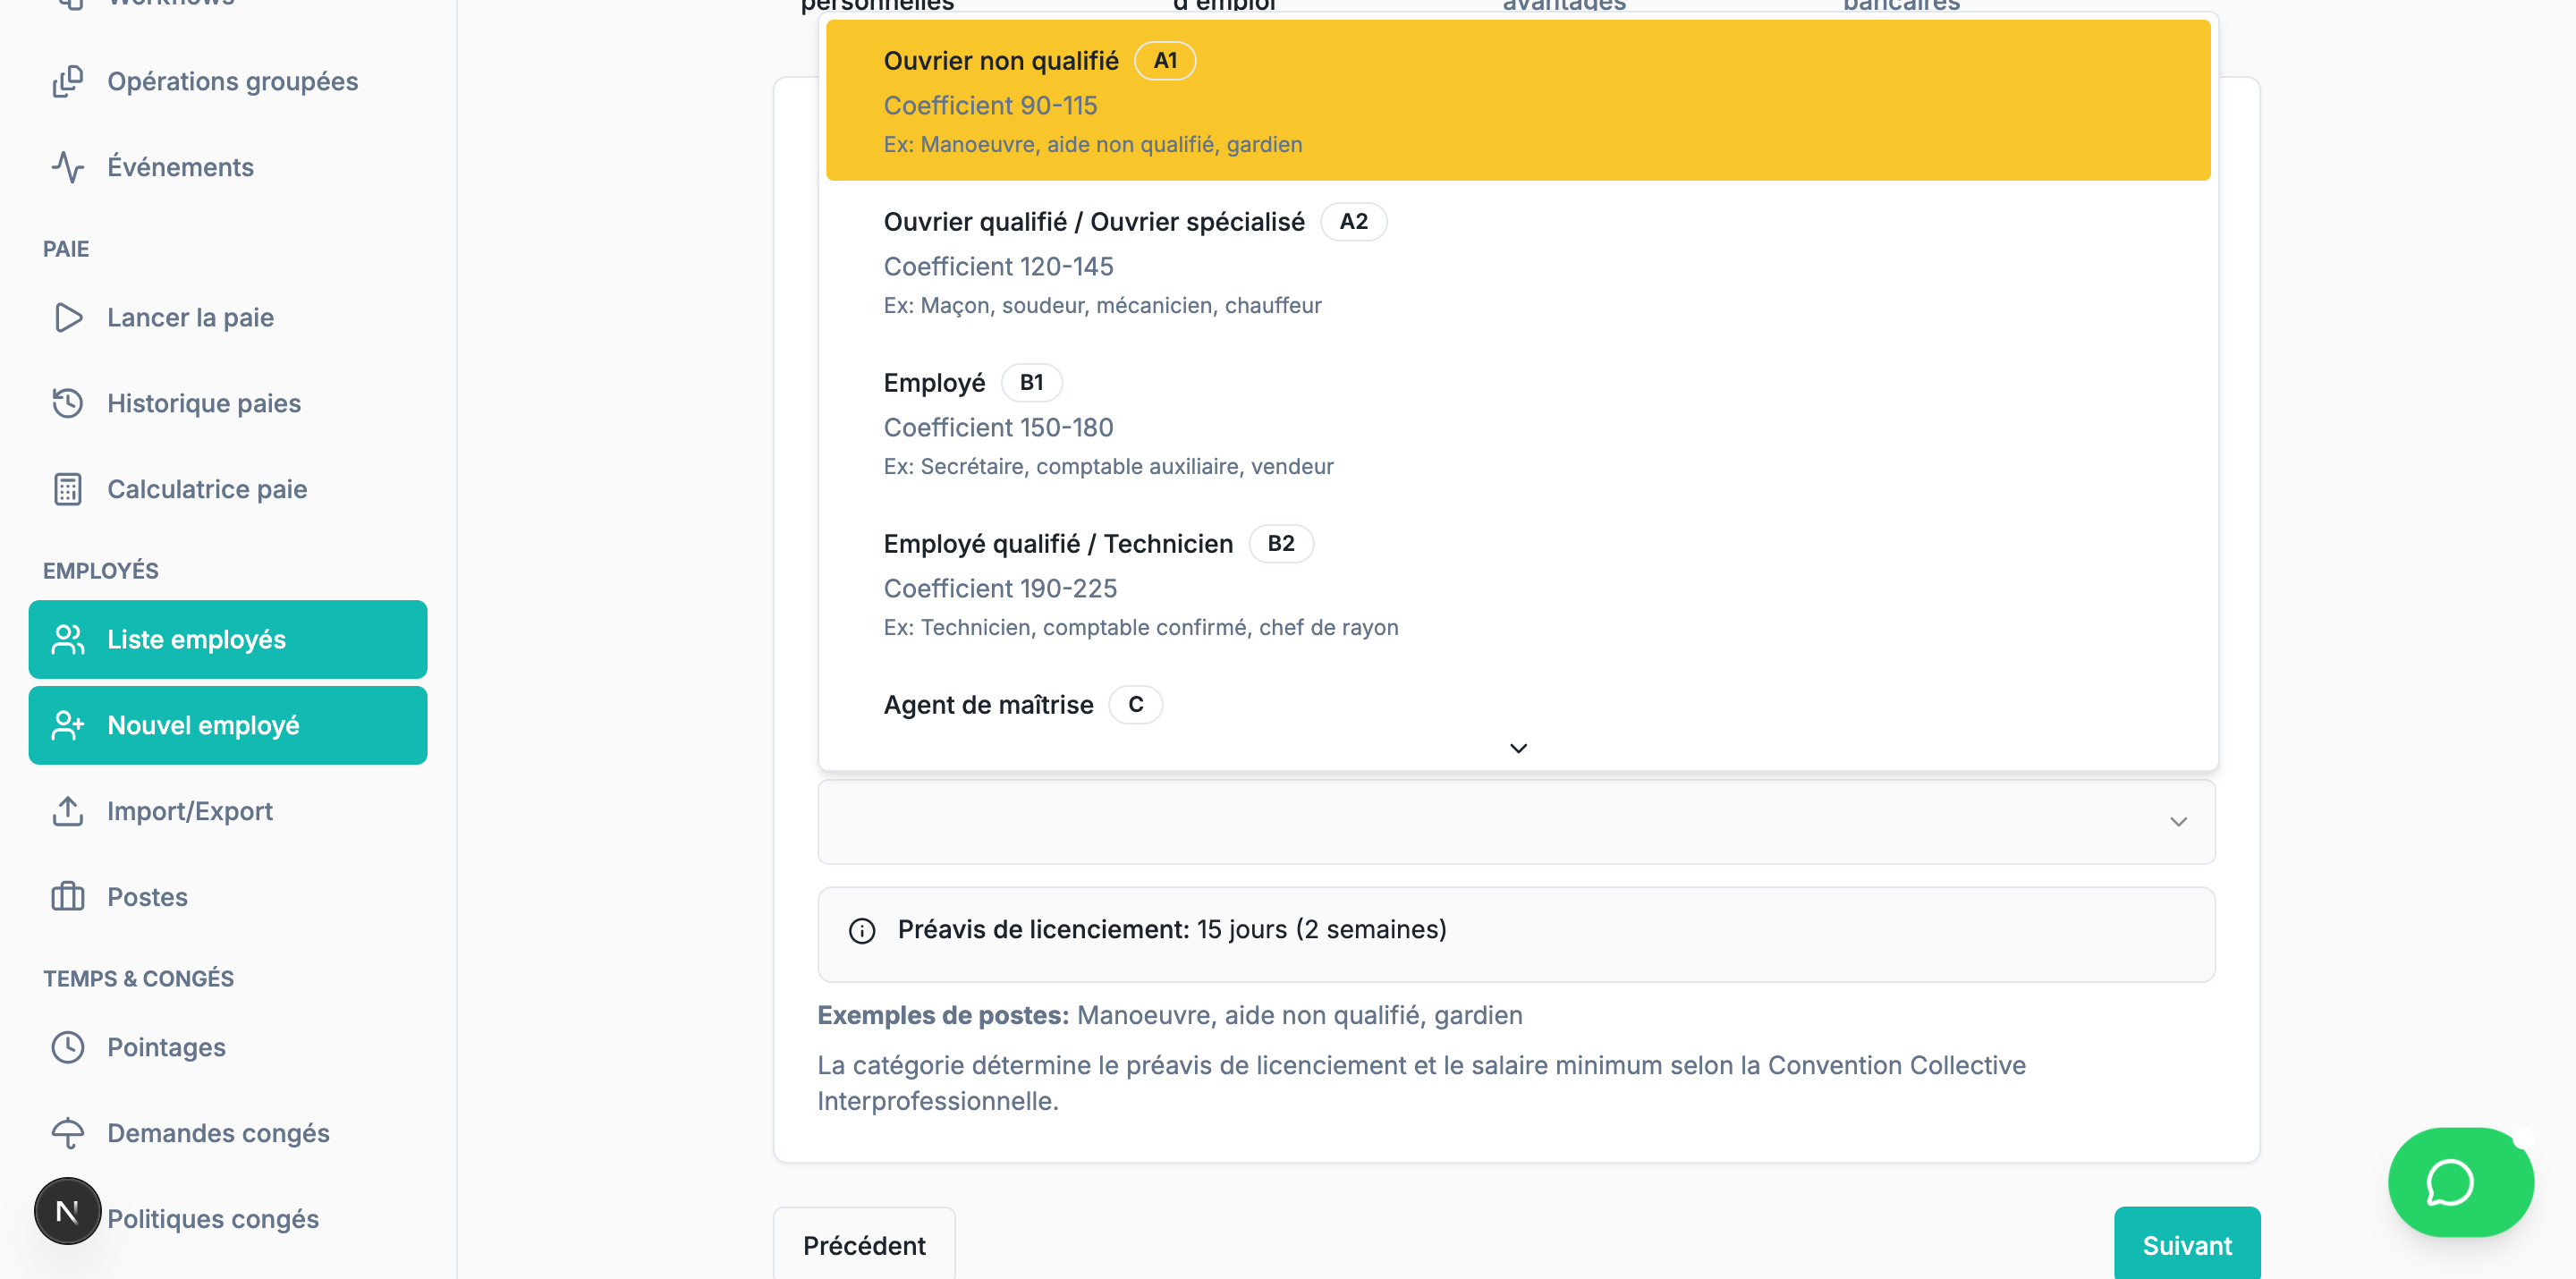 Workflows
Opérations groupées
Événements
PAIE
Lancer la paie
Historique paies
Calculatrice paie
EMPLOYÉS
Liste employés
Nouvel employé
Import/Export
Postes
TEMPS & CONGÉS
Pointages
Demandes congés
Politiques congés
N
personnelles
d'emploi
avantages
bancaires
Ouvrier non qualifié A1
Coefficient 90-115
Ex: Manoeuvre, aide non qualifié, gardien
Ouvrier qualifié / Ouvrier spécialisé A2
Coefficient 120-145
Ex: Maçon, soudeur, mécanicien, chauffeur
Employé B1
Coefficient 150-180
Ex: Secrétaire, comptable auxiliaire, vendeur
Employé qualifié / Technicien B2
Coefficient 190-225
Ex: Technicien, comptable confirmé, chef de rayon
Agent de maîtrise C
Préavis de licenciement: 15 jours (2 semaines)
Exemples de postes: Manoeuvre, aide non qualifié, gardien
La catégorie détermine le préavis de licenciement et le salaire minimum selon la Convention Collective
Interprofessionnelle.
Précédent
Suivant